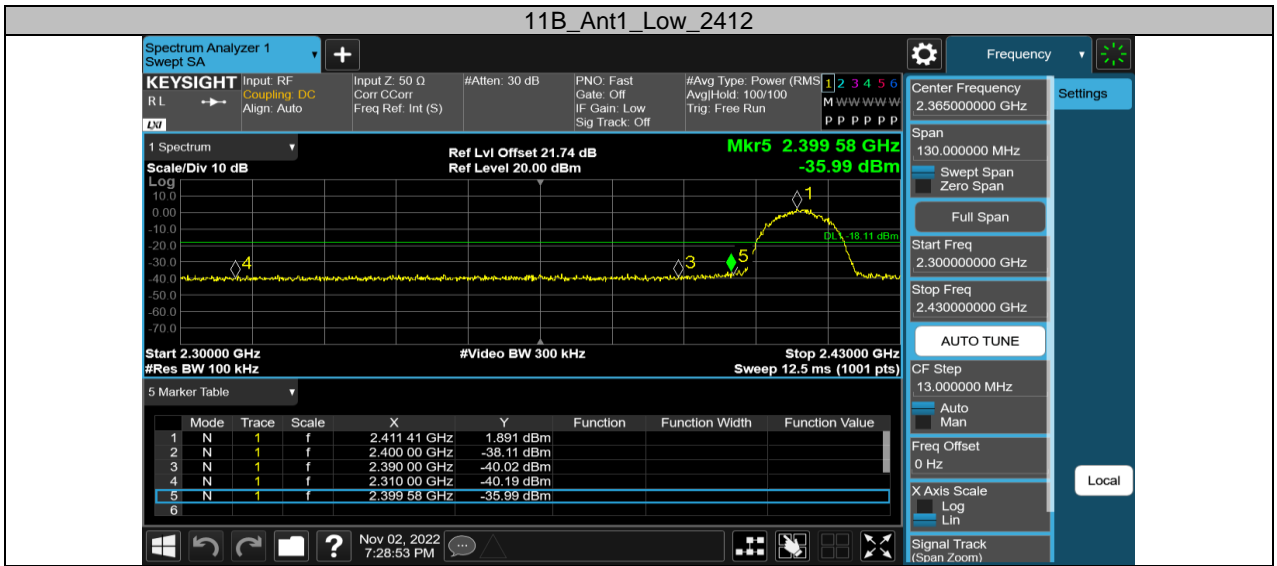 11B_Ant1_Low_2412
Spectrum Analyzer 1
Swept SA
Frequency
KEYSIGHT
RL
LXI
Input: RF
Coupling: DC
Align: Auto
Input Z: 50 Ω
Corr CCorr
Freq Ref: Int (S)
#Atten: 30 dB
PNO: Fast
Gate: Off
IF Gain: Low
Sig Track: Off
#Avg Type: Power (RMS
Avg|Hold: 100/100
Trig: Free Run
1 2 3 4 5 6
M W W W W W
P P P P P P
1 Spectrum
Scale/Div 10 dB
Ref Lvl Offset 21.74 dB
Ref Level 20.00 dBm
Mkr5 2.399 58 GHz
-35.99 dBm
Log
10.0
0.00
-10.0
-20.0
-30.0
-40.0
-50.0
-60.0
-70.0
1
DL1 -18.11 dBm
4
3
5
Start 2.30000 GHz
#Video BW 300 kHz
Stop 2.43000 GHz
#Res BW 100 kHz
Sweep 12.5 ms (1001 pts)
5 Marker Table
Mode Trace Scale X Y Function Function Width Function Value
1 N 1 f 2.411 41 GHz 1.891 dBm
2 N 1 f 2.400 00 GHz -38.11 dBm
3 N 1 f 2.390 00 GHz -40.02 dBm
4 N 1 f 2.310 00 GHz -40.19 dBm
5 N 1 f 2.399 58 GHz -35.99 dBm
6
Nov 02, 2022
7:28:53 PM
Center Frequency
2.365000000 GHz
Settings
Span
130.000000 MHz
Swept Span
Zero Span
Full Span
Start Freq
2.300000000 GHz
Stop Freq
2.430000000 GHz
AUTO TUNE
CF Step
13.000000 MHz
Auto
Man
Freq Offset
0 Hz
X Axis Scale
Log
Lin
Local
Signal Track
(Span Zoom)